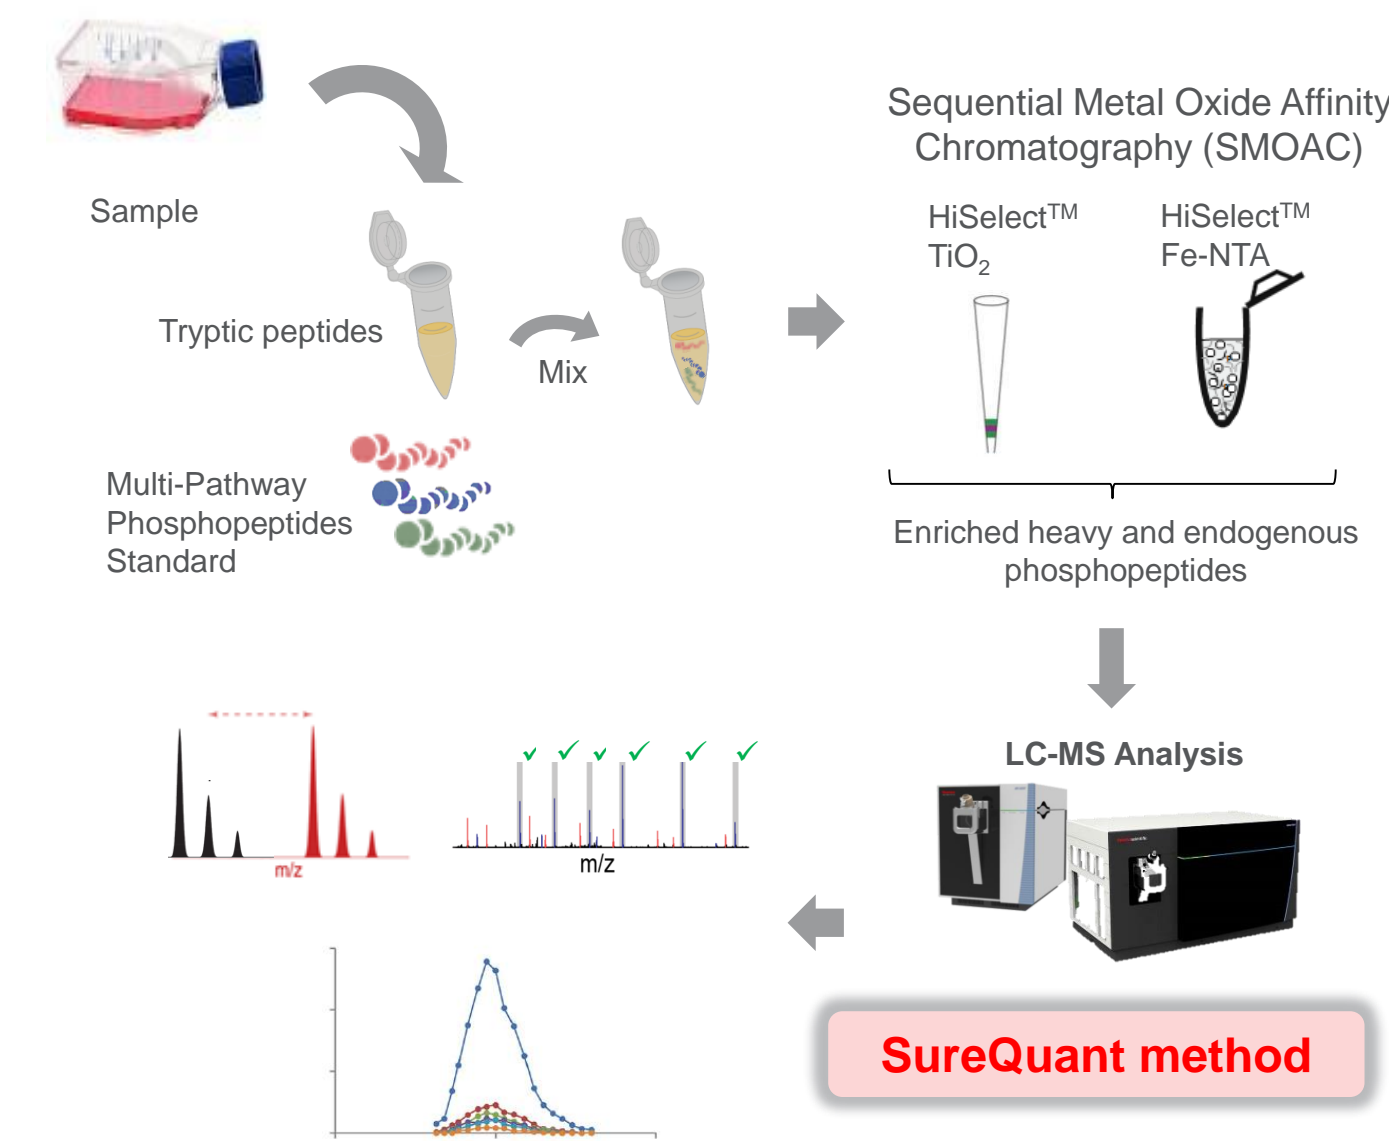 Sample
Tryptic peptides
Mix
Multi-Pathway
Phosphopeptides
Standard
Sequential Metal Oxide Affinity
Chromatography (SMOAC)
HiSelectTM
TiO2
HiSelectTM
Fe-NTA
Enriched heavy and endogenous
phosphopeptides
LC-MS Analysis
m/z
m/z
SureQuant method